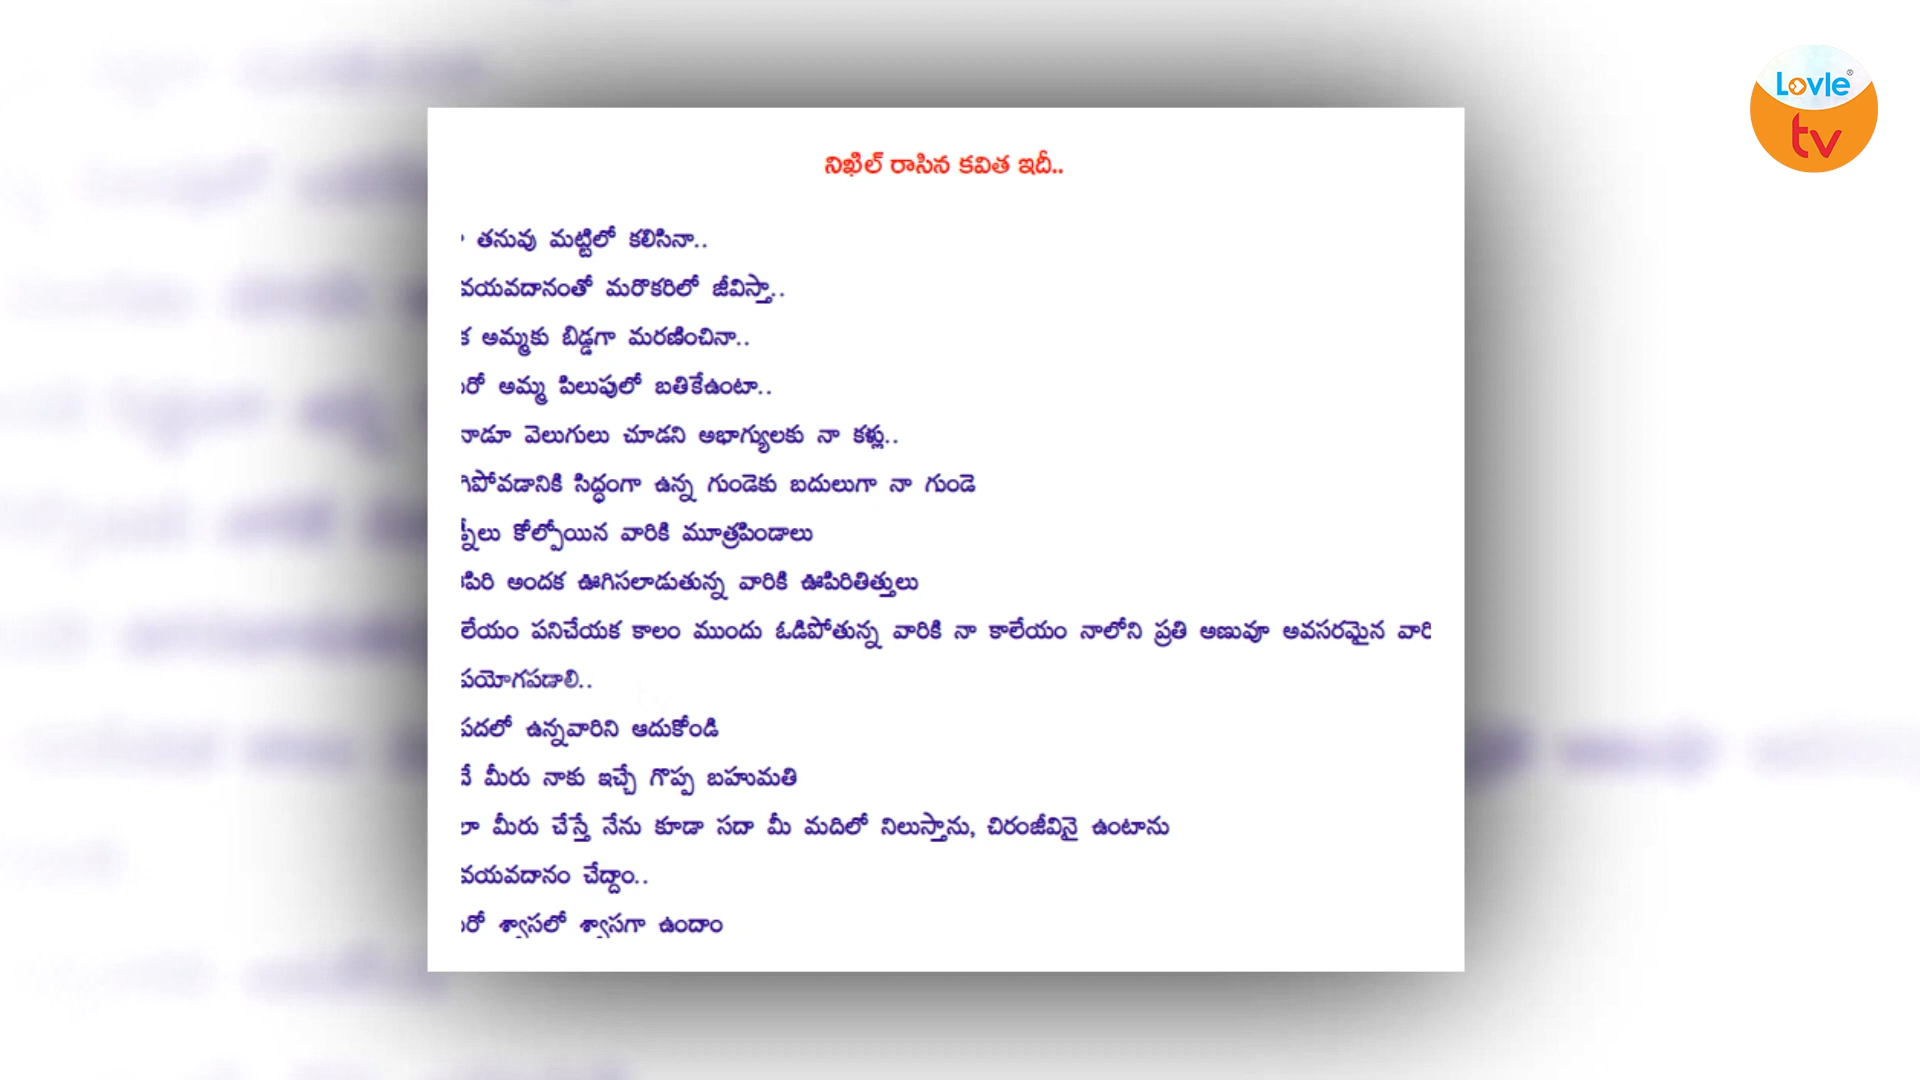 Lovle tv
నిఖిల్ రాసిన కవిత ఇదీ..
తనువు మట్టిలో కలిసినా..
వయవదానంతో మరొకరిలో జీవిస్తా..
క అమ్మకు బిడ్డగా మరణించినా..
రో అమ్మ పిలుపులో బతికేఉంటా..
నాడూ వెలుగులు చూడని అభాగ్యులకు నా కళ్లు..
గిపోవడానికి సిద్ధంగా ఉన్న గుండెకు బదులుగా నా గుండె
డ్నీలు కోల్పోయిన వారికి మూత్రపిండాలు
పిరి అందక ఊగిసలాడుతున్న వారికి ఊపిరితిత్తులు
లేయం పనిచేయక కాలం ముందు ఓడిపోతున్న వారికి నా కాలేయం నాలోని ప్రతి అణువూ అవసరమైన వారి
పయోగపడాలి..
పదలో ఉన్నవారిని ఆదుకోండి
దే మీరు నాకు ఇచ్చే గొప్ప బహుమతి
లా మీరు చేస్తే నేను కూడా సదా మీ మదిలో నిలుస్తాను, చిరంజీవినై ఉంటాను
వయవదానం చేద్దాం..
రో శ్వాసలో శ్వాసగా ఉందాం